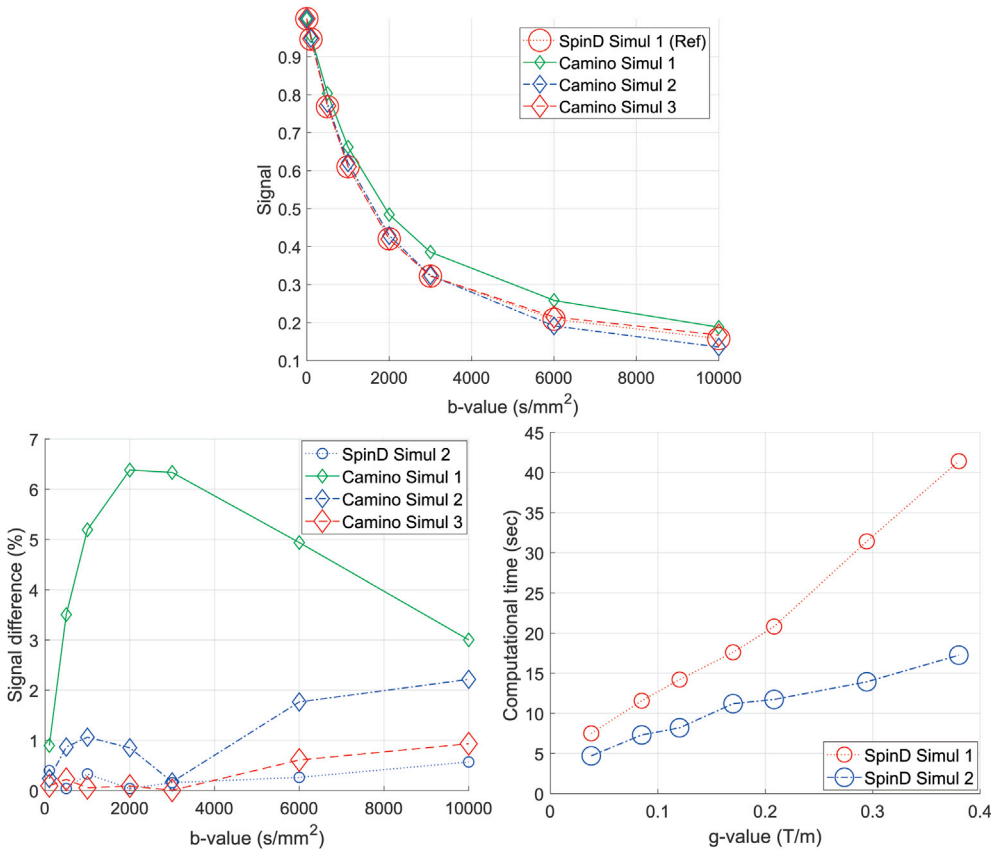 SpinD Simul 1 (Ref)
Camino Simul 1
Camino Simul 2
Camino Simul 3
Signal
0.9
0.8
0.7
0.6
0.5
0.4
0.3
0.2
0.1
0 2000 4000 6000 8000 10000
b-value (s/mm²)
SpinD Simul 2
Camino Simul 1
Camino Simul 2
Camino Simul 3
Signal difference (%)
7
6
5
4
3
2
1
0
0 2000 4000 6000 8000 10000
b-value (s/mm²)
Computational time (sec)
45
40
35
30
25
20
15
10
5
0
SpinD Simul 1
SpinD Simul 2
0 0.1 0.2 0.3 0.4
g-value (T/m)